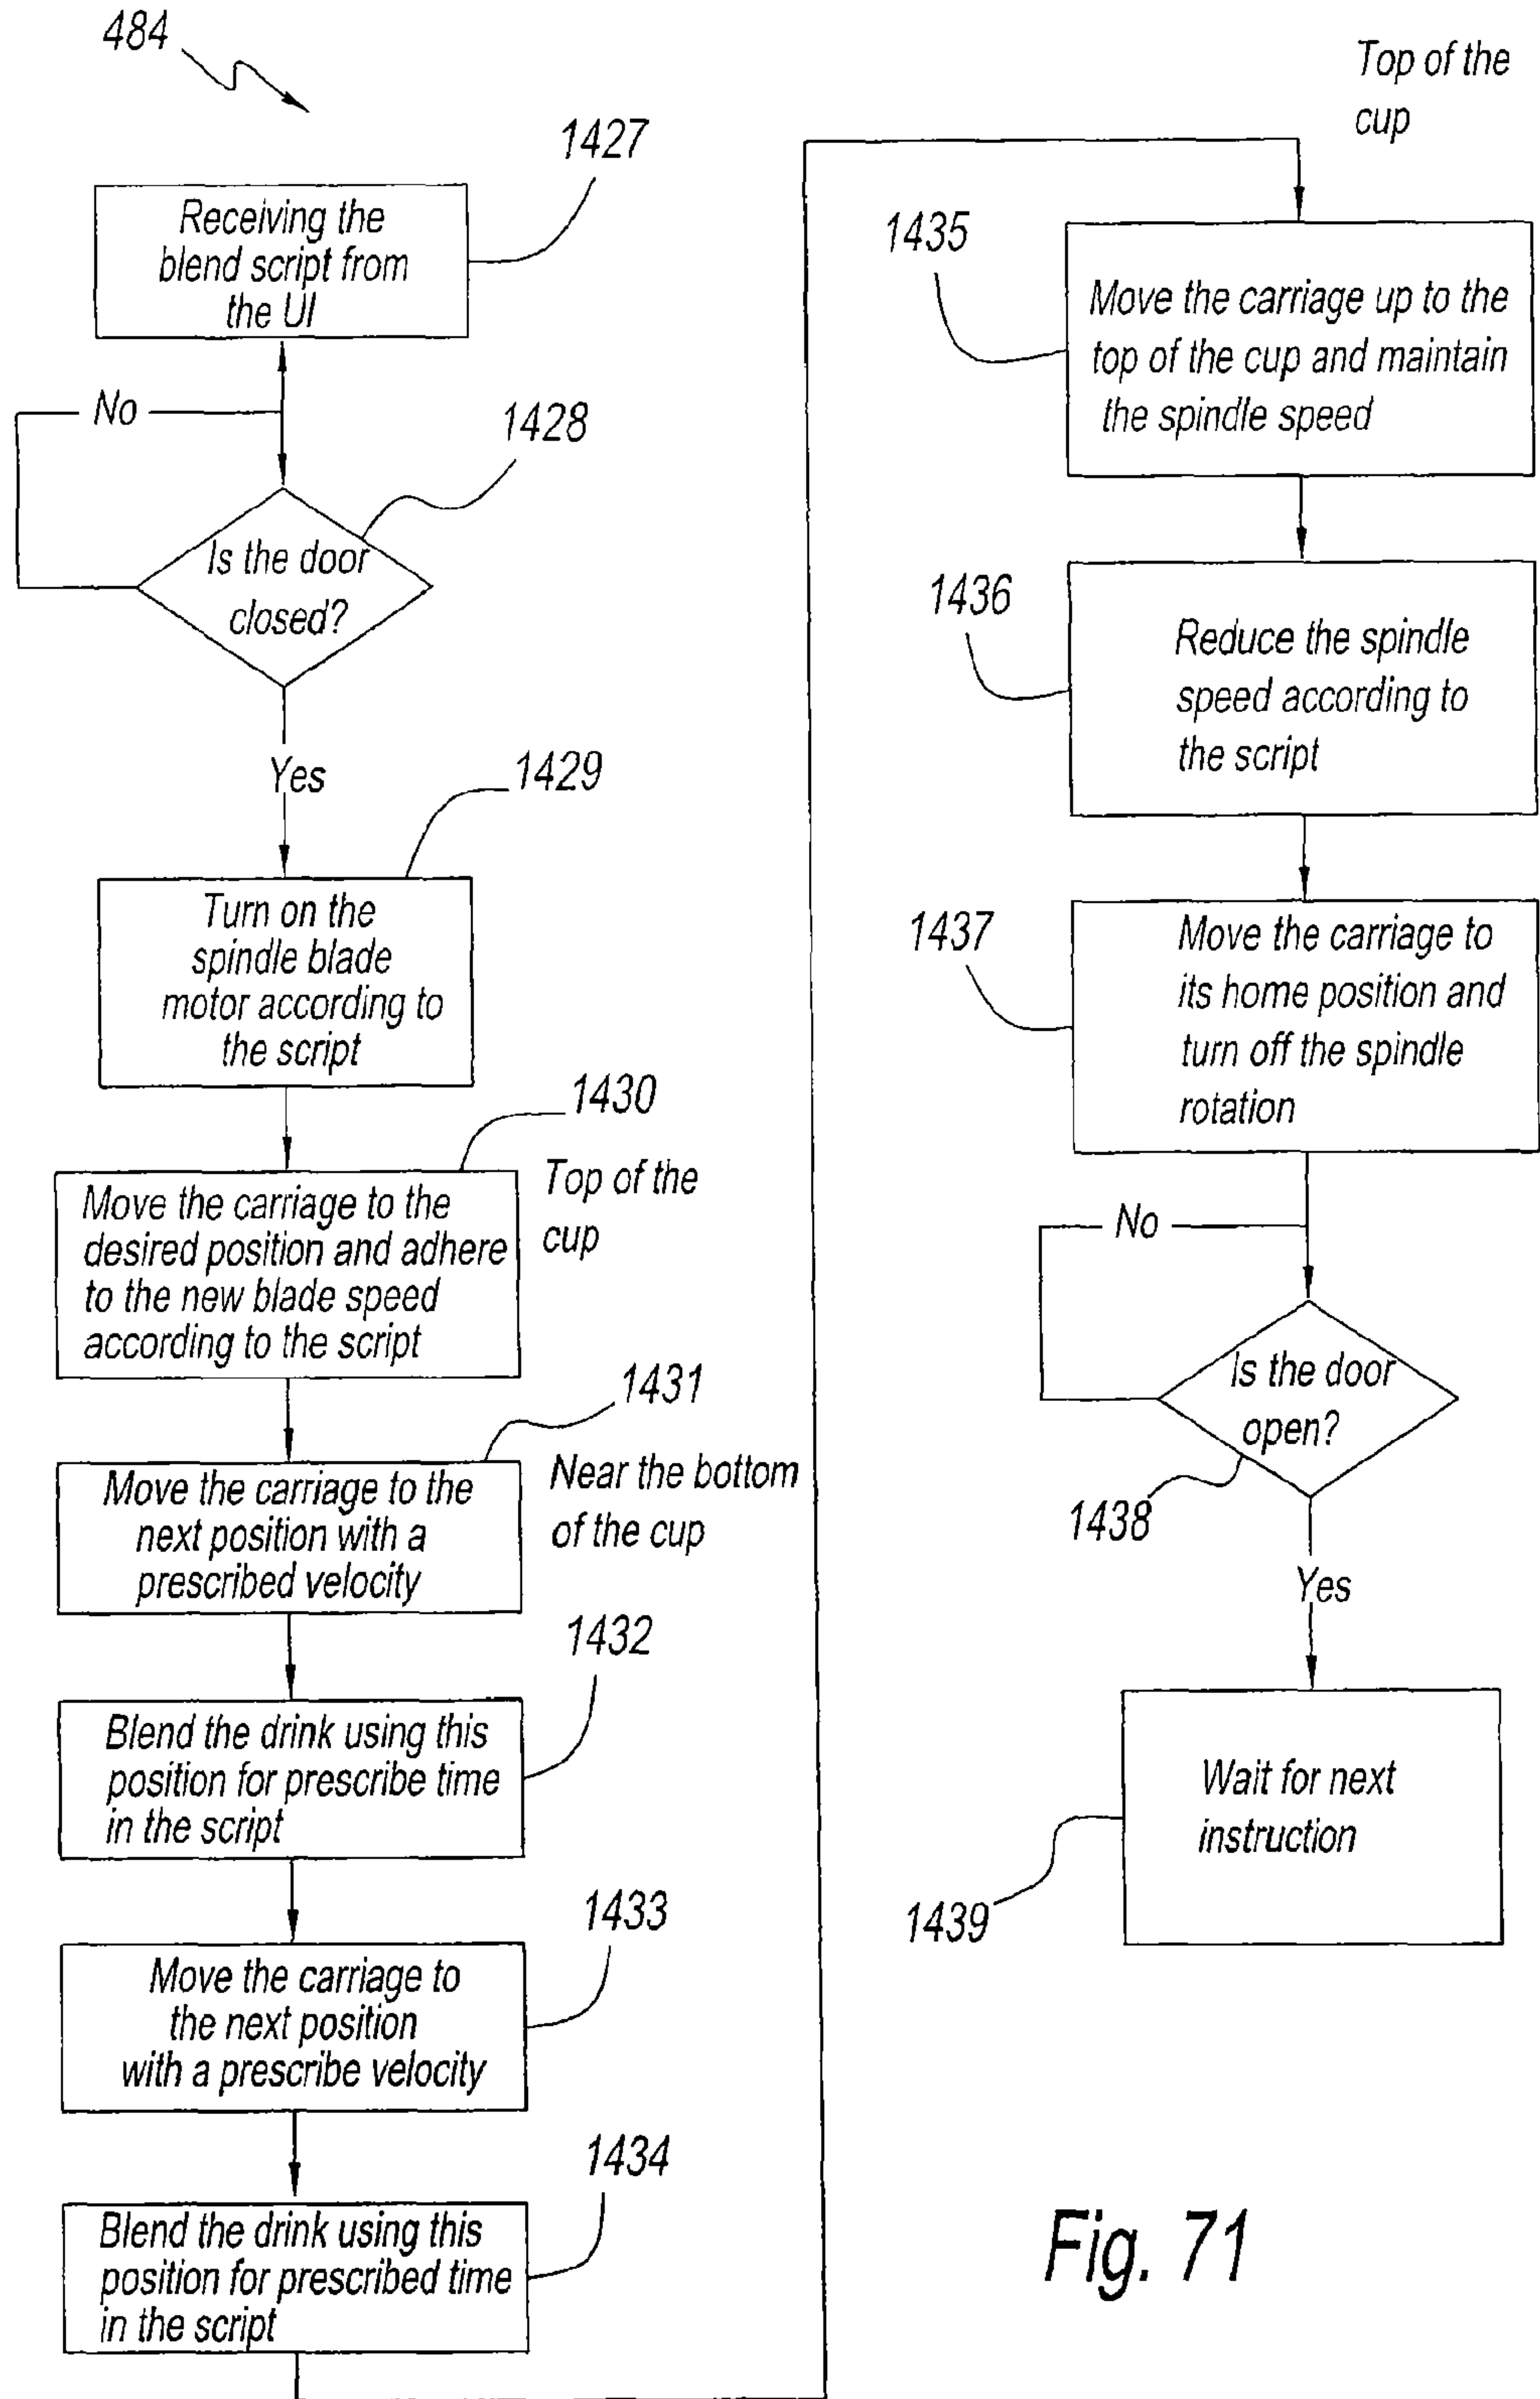 484
1427
Receiving the
blend script from
the UI
No
1428
Is the door
closed?
Yes
1429
Turn on the
spindle blade
motor according to
the script
1430
Move the carriage to the
desired position and adhere
to the new blade speed
according to the script
Top of the
cup
1431
Move the carriage to the
next position with a
prescribed velocity
Near the bottom
of the cup
1432
Blend the drink using this
position for prescribe time
in the script
1433
Move the carriage to
the next position
with a prescribe velocity
1434
Blend the drink using this
position for prescribed time
in the script
Top of the
cup
1435
Move the carriage up to the
top of the cup and maintain
the spindle speed
1436
Reduce the spindle
speed according to
the script
1437
Move the carriage to
its home position and
turn off the spindle
rotation
No
Is the door
open?
1438
Yes
Wait for next
instruction
1439
Fig. 71